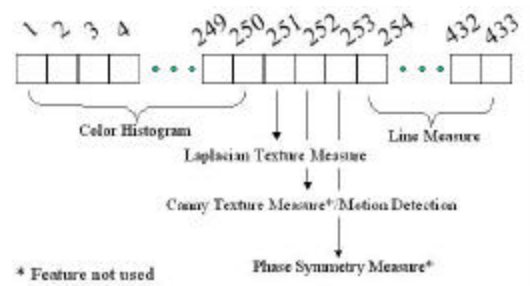 1 2 3 4 249 250 251 252 253 254 432 433
Color Histogram
Line Measure
Laplacian Texture Measure
Canny Texture Measure*/Motion Detection
Phase Symmetry Measure*
* Feature not used